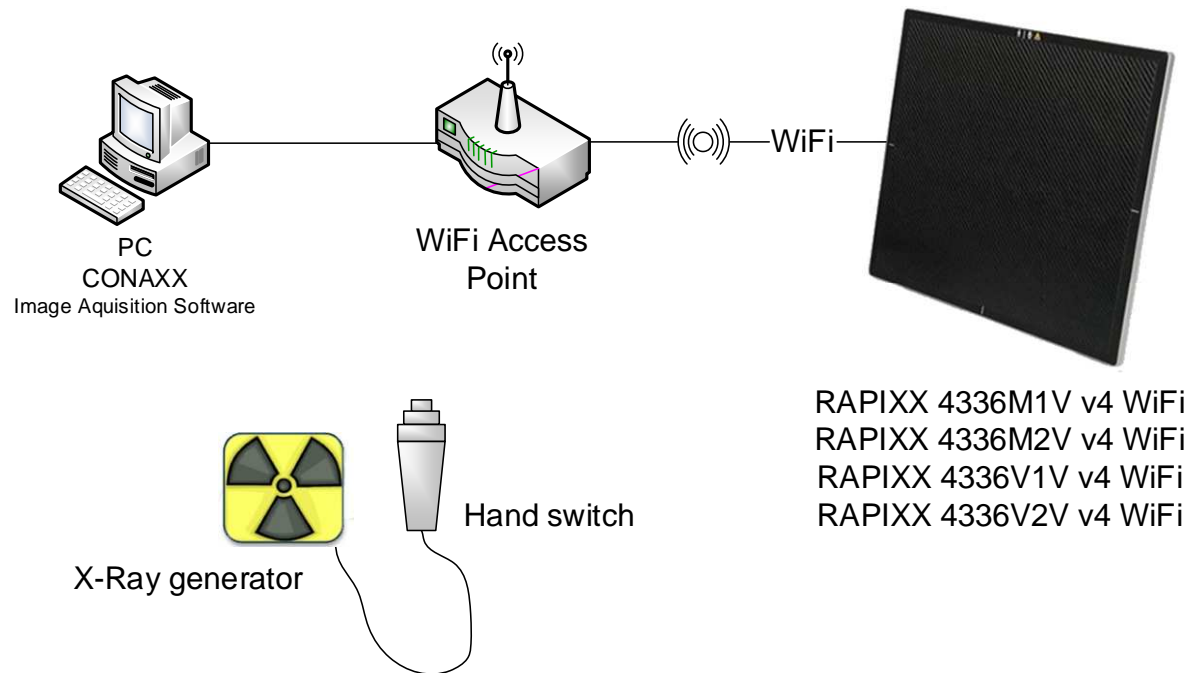 WiFi
PC
CONAXX
Image Aquisition Software
WiFi Access
Point
RAPIXX 4336M1V v4 WiFi
RAPIXX 4336M2V v4 WiFi
RAPIXX 4336V1V v4 WiFi
RAPIXX 4336V2V v4 WiFi
Hand switch
X-Ray generator